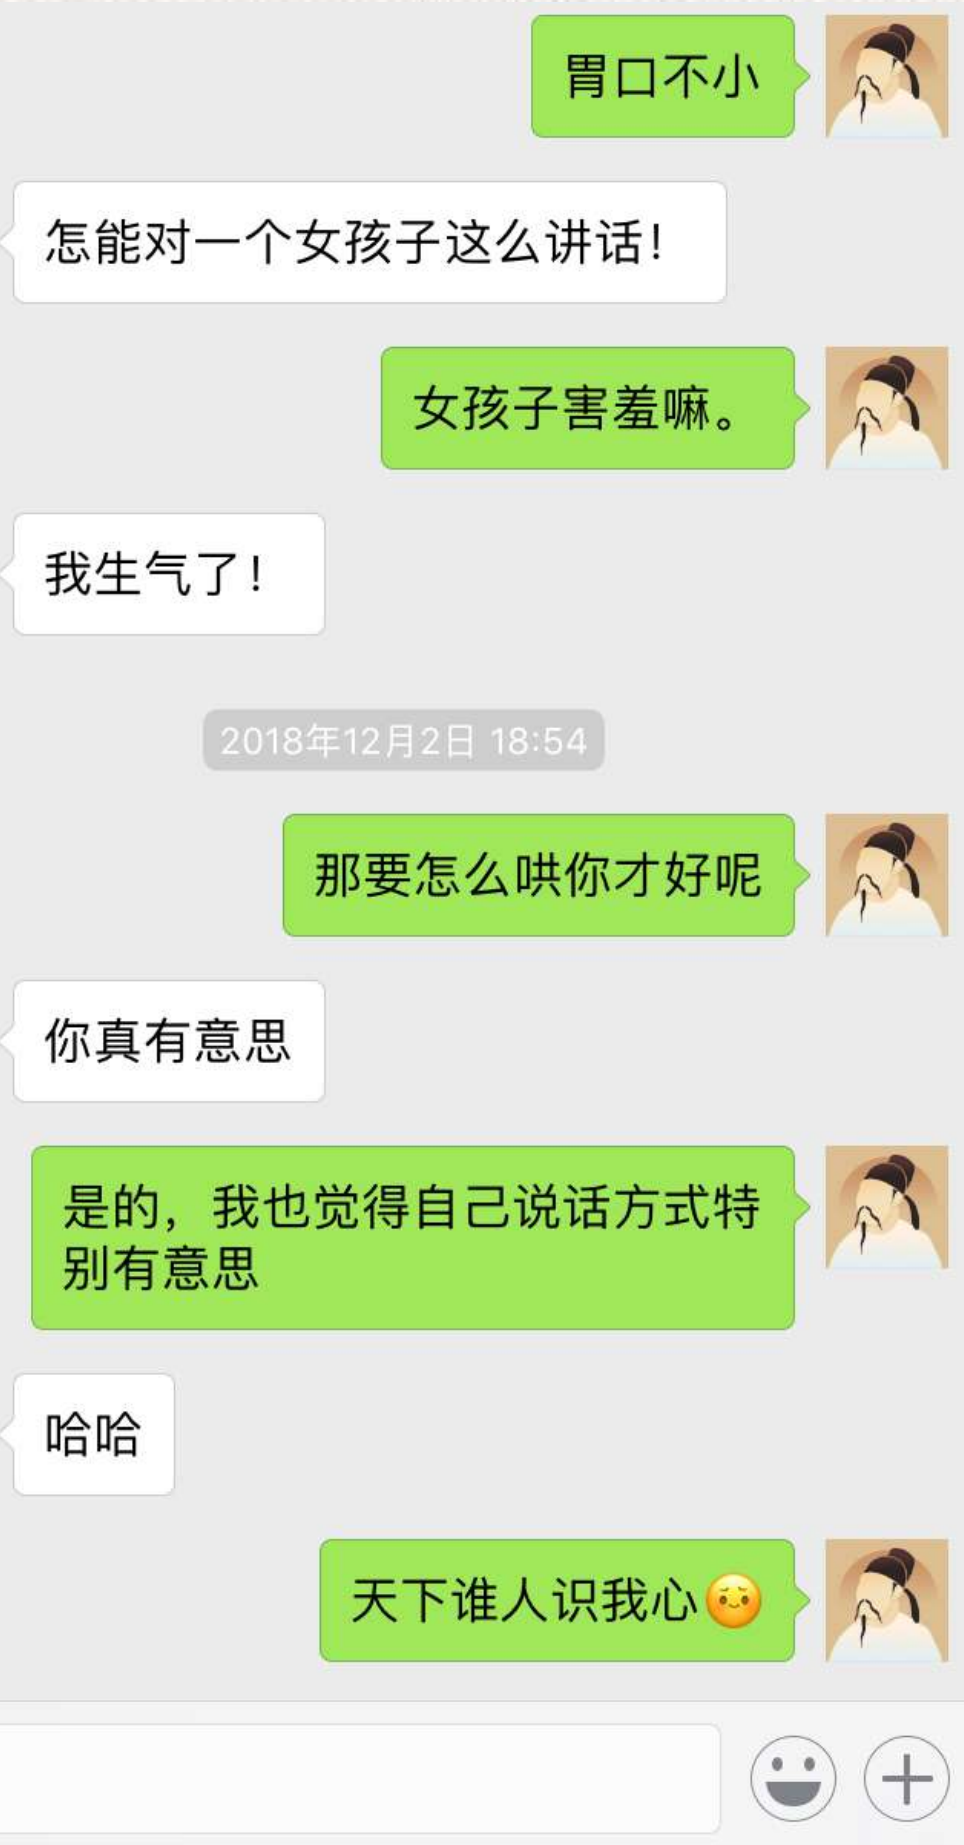 胃口不小
怎能对一个女孩子这么讲话！
女孩子害羞嘛。
我生气了！
2018年12月2日 18:54
那要怎么哄你才好呢
你真有意思
是的，我也觉得自己说话方式特
别有意思
哈哈
天下谁人识我心😌